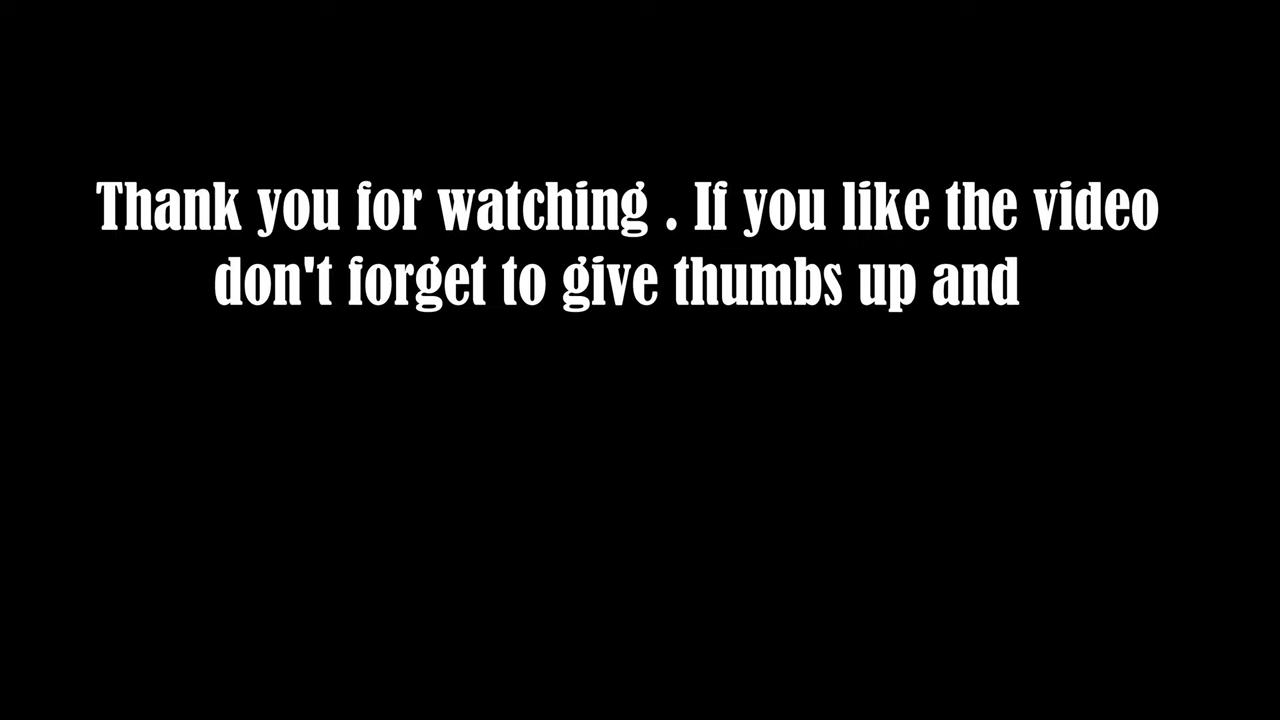 Thank you for watching . If you like the video
don't forget to give thumbs up and